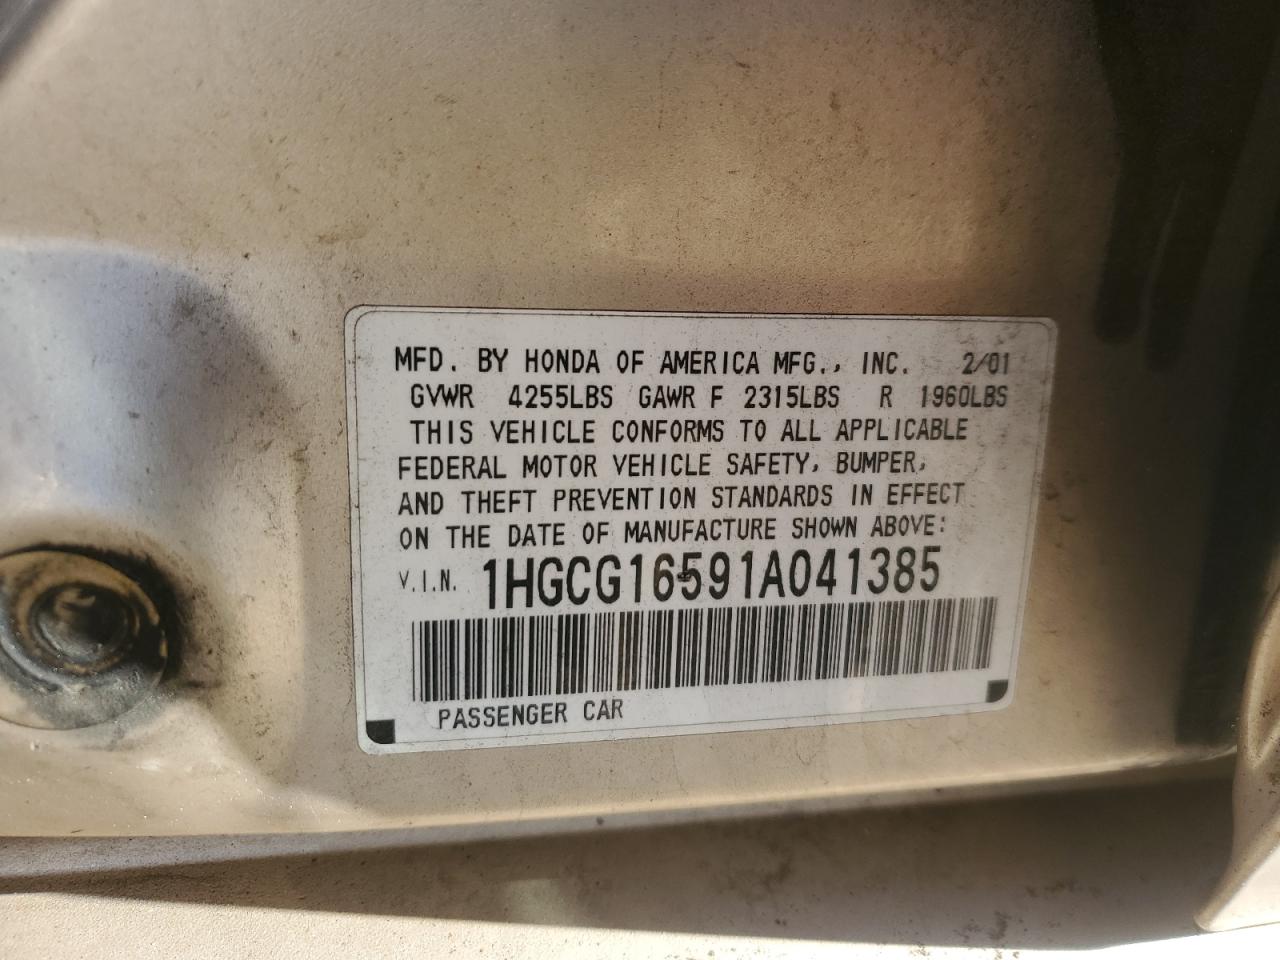 MFD. BY HONDA OF AMERICA MFG., INC. 2/01
GVWR 4255LBS GAWR F 2315LBS R 1960LBS
THIS VEHICLE CONFORMS TO ALL APPLICABLE
FEDERAL MOTOR VEHICLE SAFETY, BUMPER,
AND THEFT PREVENTION STANDARDS IN EFFECT
ON THE DATE OF MANUFACTURE SHOWN ABOVE:
V.I.N. 1HGCG16591A041385
PASSENGER CAR